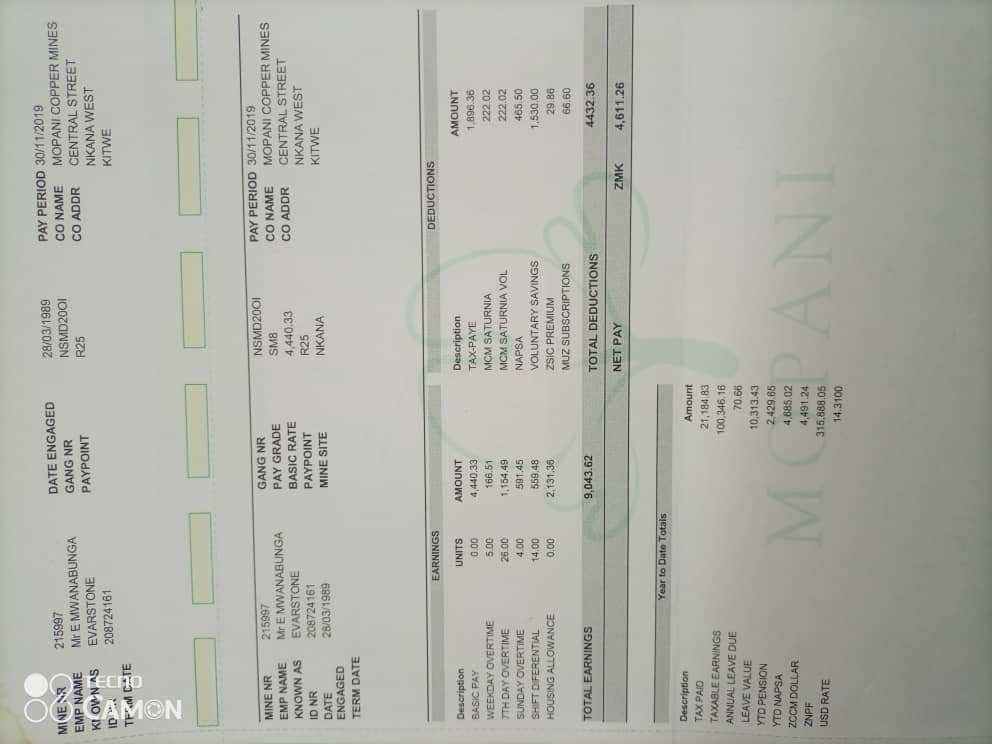 MINE NR 215997 DATE ENGAGED 28/03/1989 PAY PERIOD 30/11/2019
EMP NAME Mr E MWANABUNGA GANG NR NSMD20OI CO NAME MOPANI COPPER MINES
KNOWN AS EVARSTONE PAYPOINT R25 CO ADDR CENTRAL STREET
208724161 NKANA WEST
TERM DATE KITWE
MINE NR 215997 GANG NR NSMD20OI PAY PERIOD 30/11/2019
EMP NAME Mr E MWANABUNGA PAY GRADE SM8 CO NAME MOPANI COPPER MINES
KNOWN AS EVARSTONE BASIC RATE 4,440.33 CO ADDR CENTRAL STREET
ID NR 208724161 PAYPOINT R25 NKANA WEST
DATE 28/03/1989 MINE SITE NKANA KITWE
ENGAGED
TERM DATE
EARNINGS DEDUCTIONS
Description UNITS AMOUNT Description AMOUNT
BASIC PAY 0.00 4,440.33 TAX-PAYE 1,896.36
WEEKDAY OVERTIME 5.00 166.51 MCM SATURNIA 222.02
7TH DAY OVERTIME 26.00 1,154.49 MCM SATURNIA VOL 222.02
SUNDAY OVERTIME 4.00 591.45 NAPSA 465.50
SHIFT DIFERENTIAL 14.00 559.48 VOLUNTARY SAVINGS 1,530.00
HOUSING ALLOWANCE 0.00 2,131.36 ZSIC PREMIUM 29.86
MUZ SUBSCRIPTIONS 66.60
TOTAL EARNINGS 9,043.62 TOTAL DEDUCTIONS 4432.36
NET PAY ZMK 4,611.26
Year to Date Totals
Description Amount
TAX PAID 21,184.83
TAXABLE EARNINGS 100,346.16
ANNUAL LEAVE DUE 70.66
LEAVE VALUE 10,313.43
YTD PENSION 2,429.65
YTD NAPSA 4,685.02
ZCCM DOLLAR 4,491.24
ZNPF 315,888.05
USD RATE 14.3100
MOPANI
TECNO
CAMON